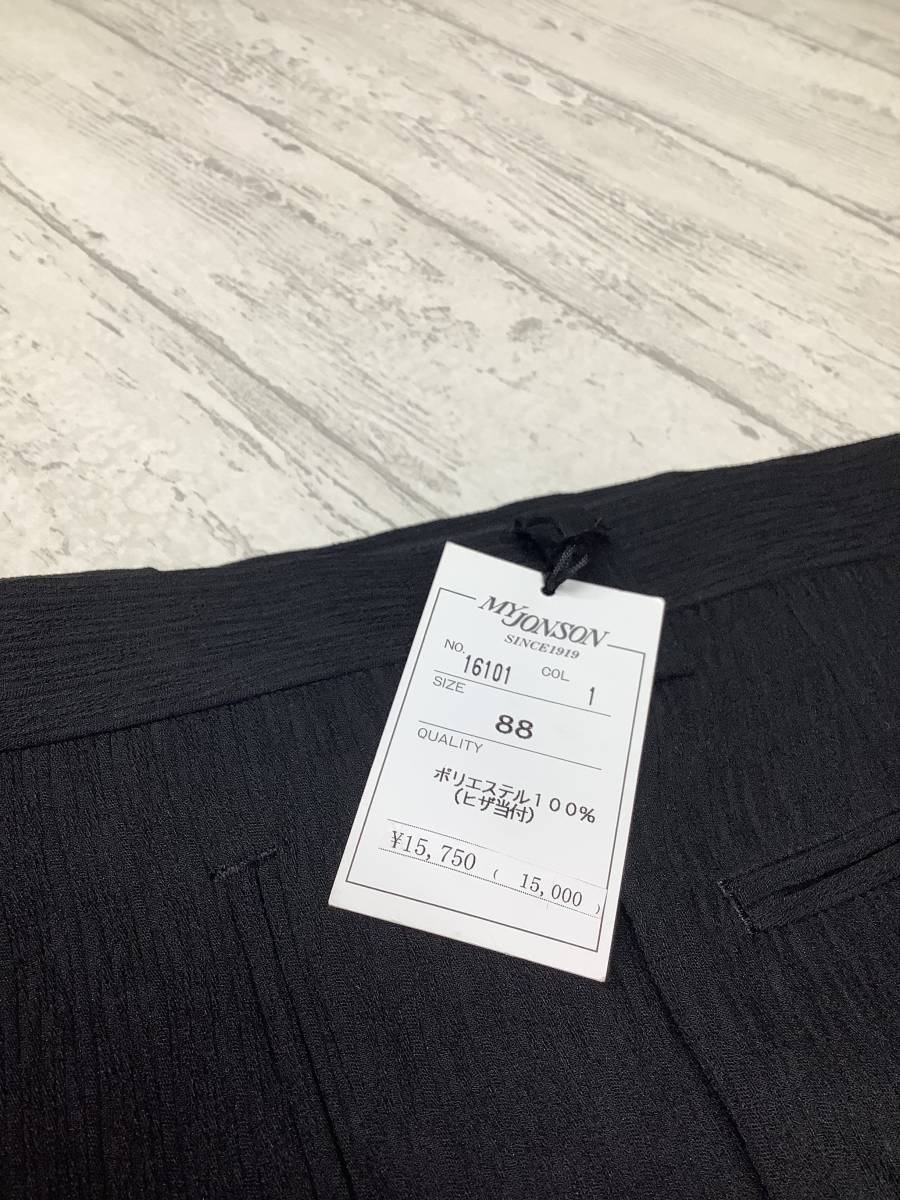 MYJONSON
SINCE1919
NO. 16101 COL 1
SIZE
88
QUALITY
ポリエステル100%
(ヒザ当付)
¥15,750 ( 15,000 )